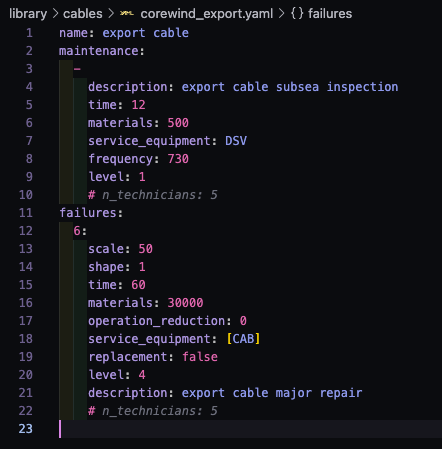 library > cables > corewind_export.yaml > {} failures
1 name: export cable
2 maintenance:
3   -
4     description: export cable subsea inspection
5     time: 12
6     materials: 500
7     service_equipment: DSV
8     frequency: 730
9     level: 1
10     # n_technicians: 5
11 failures:
12   6:
13     scale: 50
14     shape: 1
15     time: 60
16     materials: 30000
17     operation_reduction: 0
18     service_equipment: [CAB]
19     replacement: false
20     level: 4
21     description: export cable major repair
22     # n_technicians: 5
23